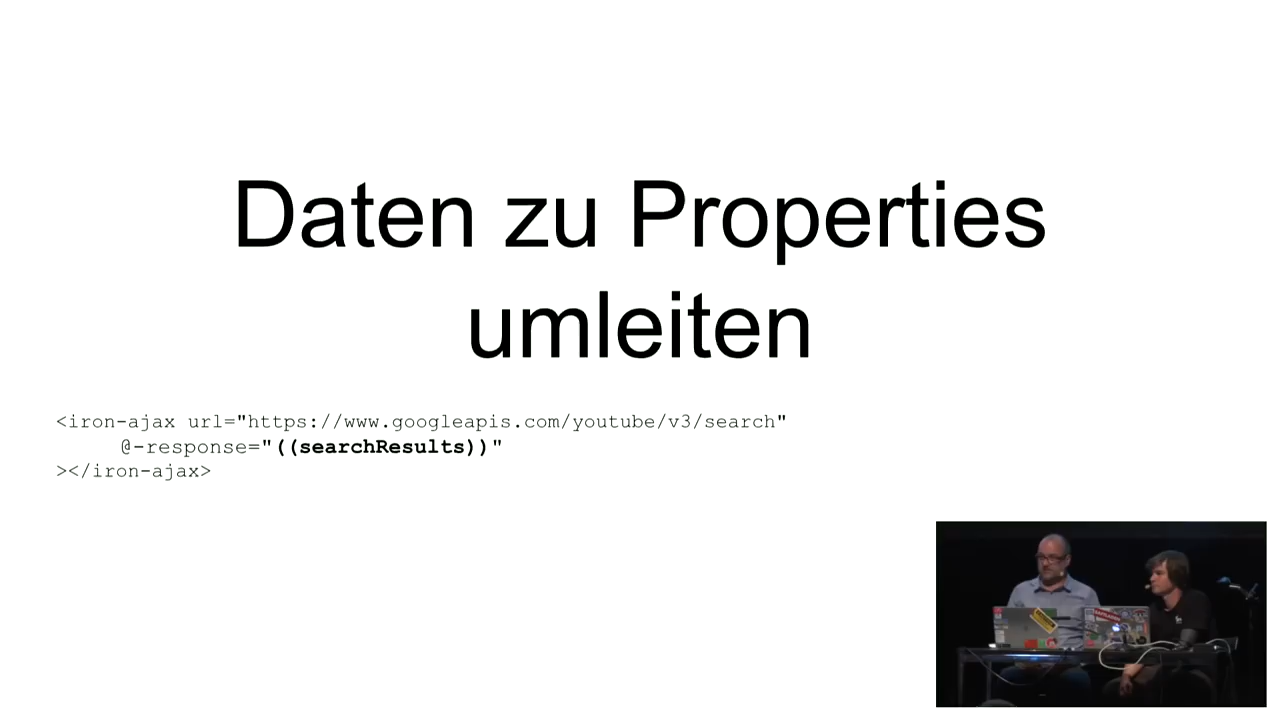 Daten zu Properties
umleiten
<iron-ajax url="https://www.googleapis.com/youtube/v3/search"
@-response="((searchResults))"
></iron-ajax>